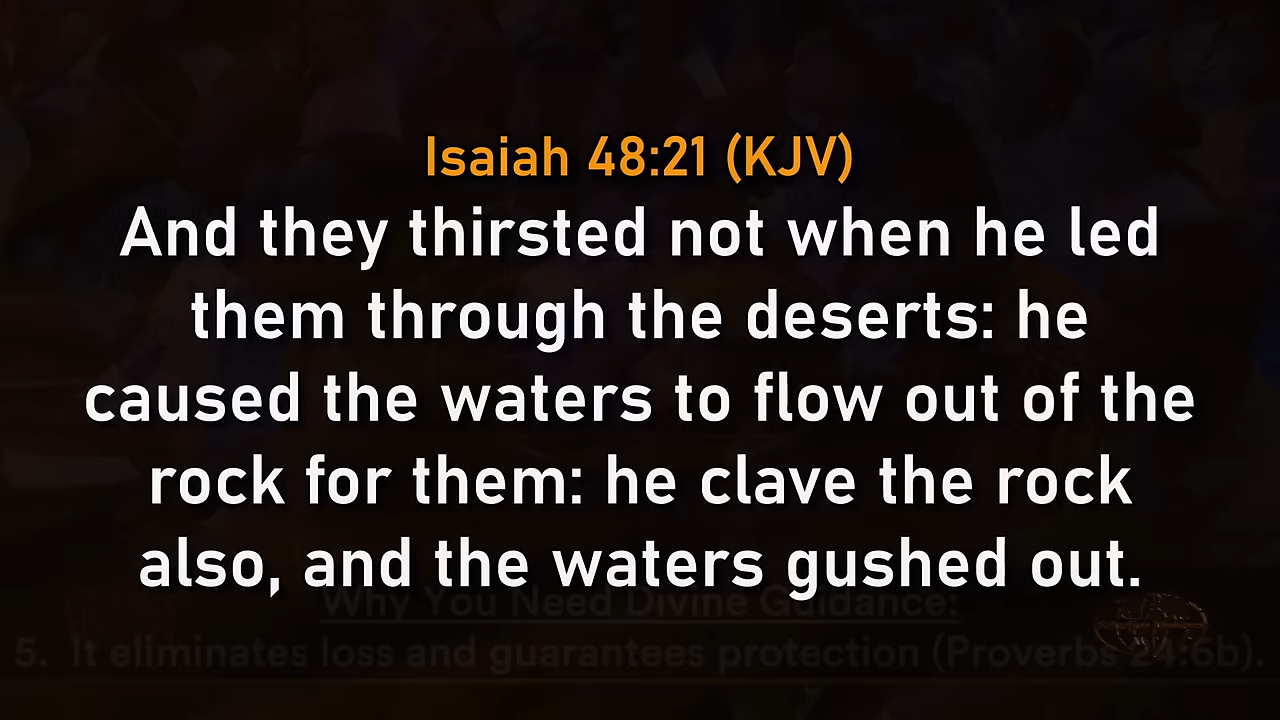 Isaiah 48:21 (KJV)
And they thirsted not when he led
them through the deserts: he
caused the waters to flow out of the
rock for them: he clave the rock
also, and the waters gushed out.
Why You Need Divine Guidance:
5. It eliminates loss and guarantees protection (Proverbs 24:6b).